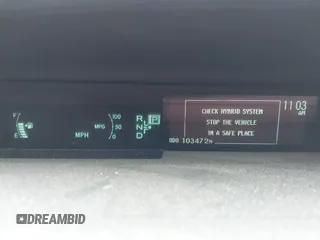 CHECK HYBRID SYSTEM
STOP THE VEHICLE
IN A SAFE PLACE
11:03
AM
ODO 103472
F
E
MPH
MPG
100
50
0
R
N
D
P
DREAMBID